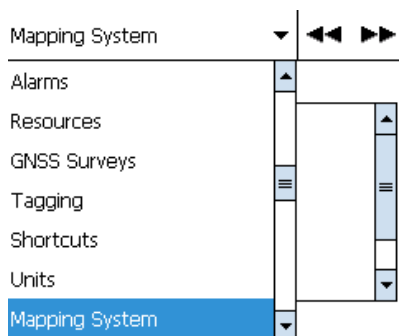 Mapping System
Alarms
Resources
GNSS Surveys
Tagging
Shortcuts
Units
Mapping System